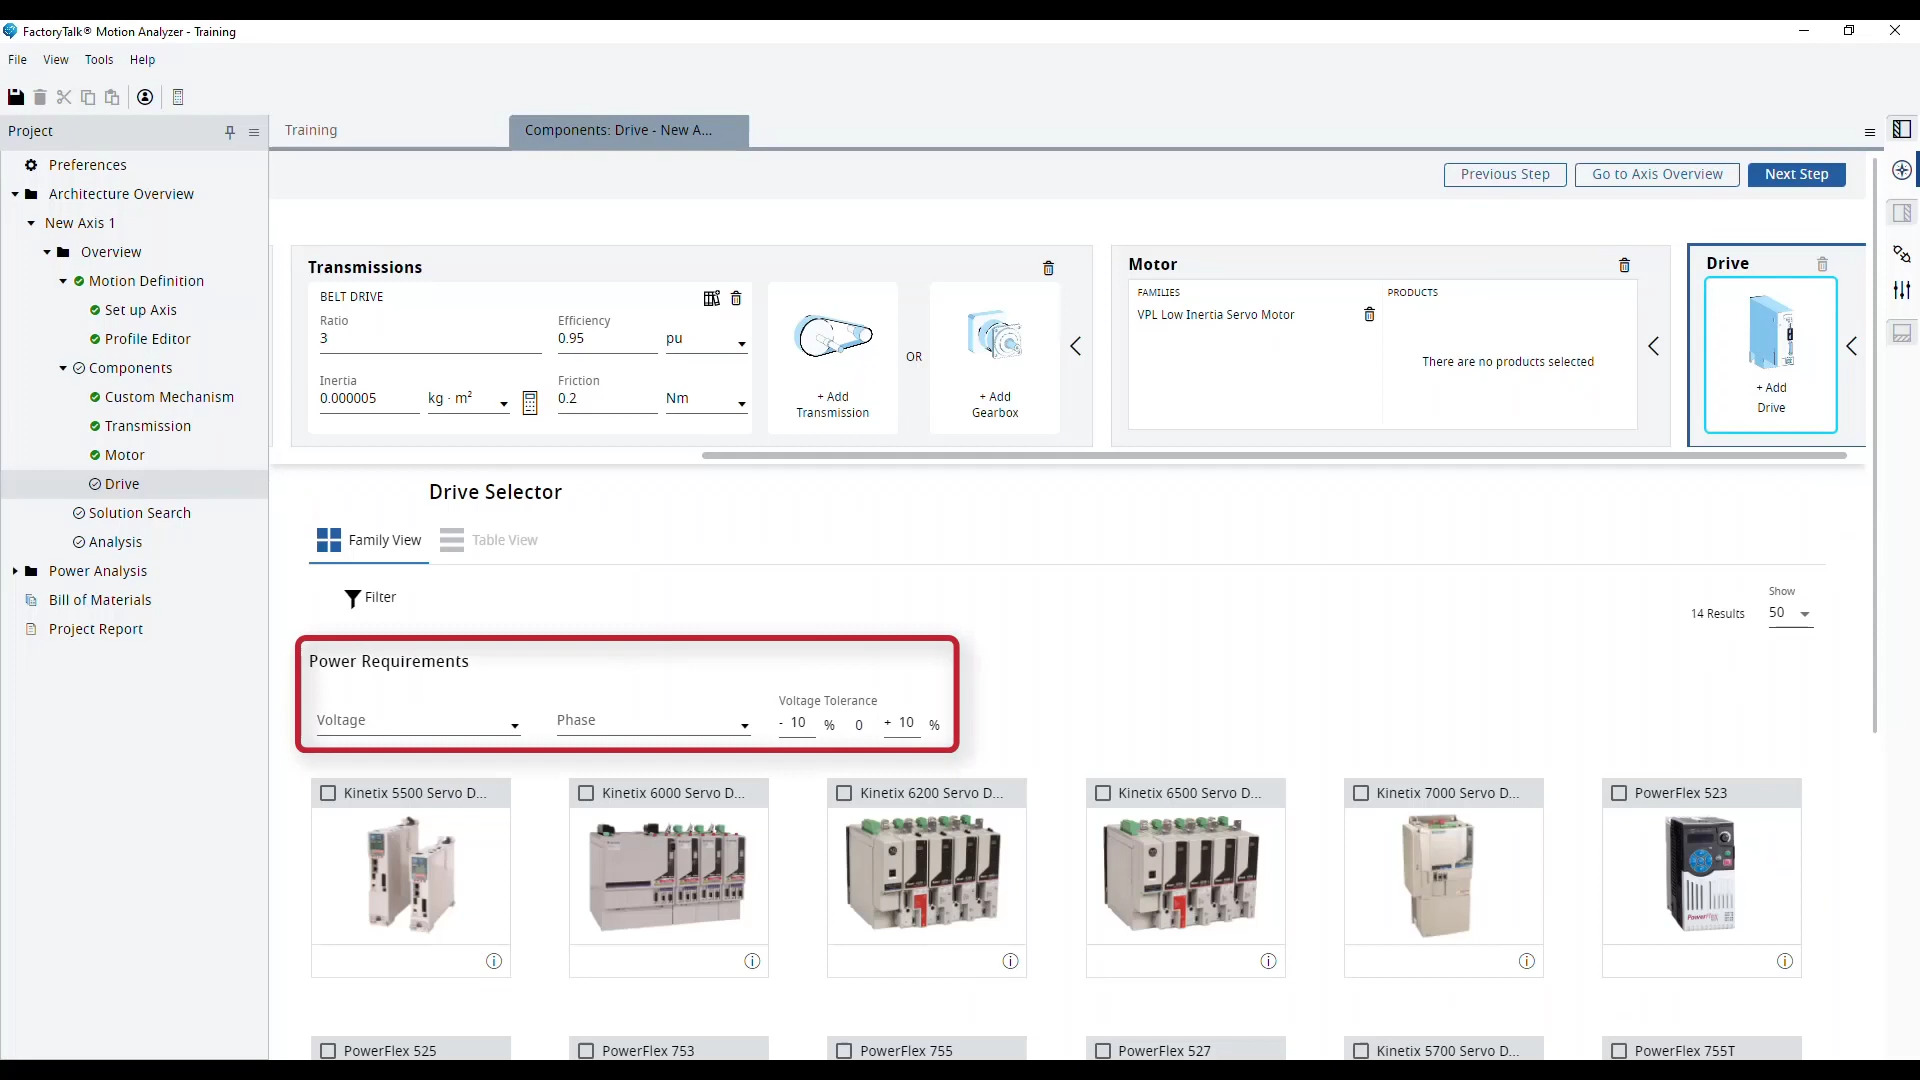 FactoryTalk® Motion Analyzer - Training
File View Tools Help
Project
Training
Components: Drive - New A...
Preferences
Architecture Overview
New Axis 1
Overview
Motion Definition
Set up Axis
Profile Editor
Components
Custom Mechanism
Transmission
Motor
Drive
Solution Search
Analysis
Power Analysis
Bill of Materials
Project Report
Previous Step
Go to Axis Overview
Next Step
Transmissions
BELT DRIVE
Ratio
3
Efficiency
0.95 pu
Inertia
0.000005 kg · m²
Friction
0.2 Nm
+ Add
Transmission
OR
+ Add
Gearbox
Motor
FAMILIES
VPL Low Inertia Servo Motor
PRODUCTS
There are no products selected
Drive
+ Add
Drive
Drive Selector
Family View
Table View
Filter
14 Results
Show
50
Power Requirements
Voltage
Phase
Voltage Tolerance
- 10 % 0 + 10 %
Kinetix 5500 Servo D...
Kinetix 6000 Servo D...
Kinetix 6200 Servo D...
Kinetix 6500 Servo D...
Kinetix 7000 Servo D...
PowerFlex 523
PowerFlex
PowerFlex 525
PowerFlex 753
PowerFlex 755
PowerFlex 527
Kinetix 5700 Servo D...
PowerFlex 755T